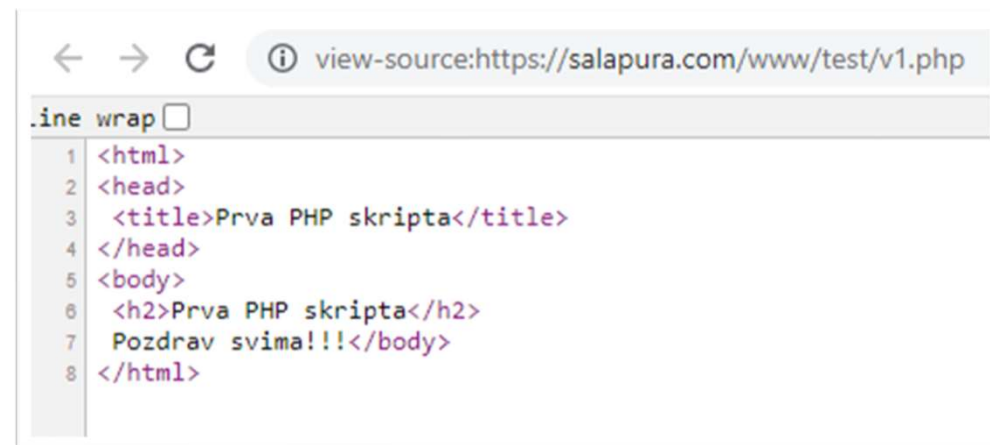 view-source:https://salapura.com/www/test/v1.php
ine wrap
1 <html>
2 <head>
3 <title>Prva PHP skripta</title>
4 </head>
5 <body>
6 <h2>Prva PHP skripta</h2>
7 Pozdrav svima!!!</body>
8 </html>